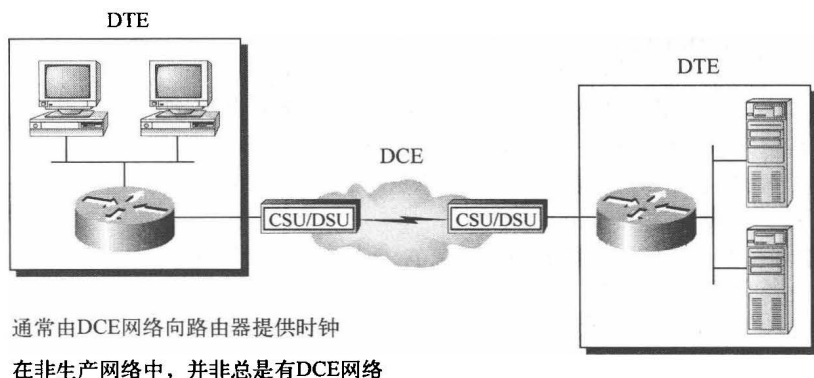 DTE
DTE
DCE
CSU/DSU
CSU/DSU
通常由DCE网络向路由器提供时钟
在非生产网络中，并非总是有DCE网络